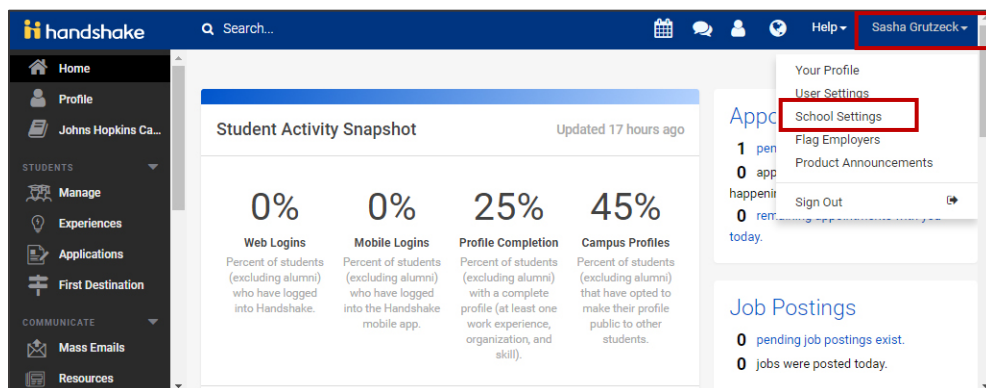 handshake
Search...
Help
Sasha Grutzeck
Home
Profile
Johns Hopkins Ca...
STUDENTS
Manage
Experiences
Applications
First Destination
COMMUNICATE
Mass Emails
Resources
Student Activity Snapshot
Updated 17 hours ago
0%
Web Logins
Percent of students
(excluding alumni)
who have logged
into Handshake.
0%
Mobile Logins
Percent of students
(excluding alumni)
who have logged
into the Handshake
mobile app.
25%
Profile Completion
Percent of students
(excluding alumni)
with a complete
profile (at least one
work experience,
organization, and
skill).
45%
Campus Profiles
Percent of students
(excluding alumni)
that have opted to
make their profile
public to other
students.
Your Profile
User Settings
School Settings
Flag Employers
Product Announcements
Sign Out
1
0
0
today.
Job Postings
0 pending job postings exist.
0 jobs were posted today.